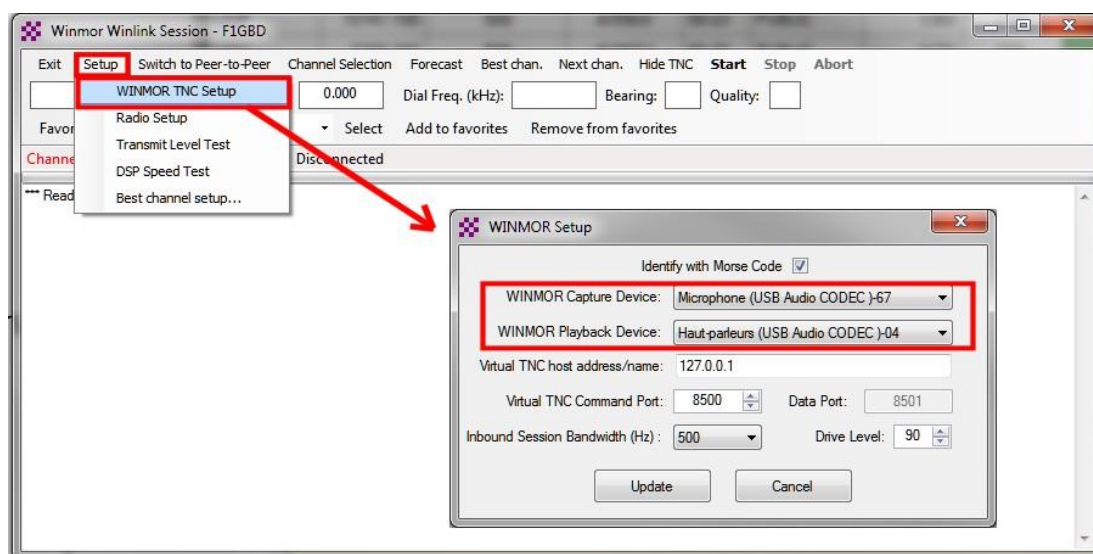 Winmor Winlink Session - F1GBD
Exit Setup Switch to Peer-to-Peer Channel Selection Forecast Best chan. Next chan. Hide TNC Start Stop Abort
WINMOR TNC Setup 0.000 Dial Freq. (kHz): Bearing: Quality:
Favor Select Add to favorites Remove from favorites
Radio Setup
Transmit Level Test
Channe Disconnected
DSP Speed Test
*** Read
Best channel setup...
WINMOR Setup
Identify with Morse Code
WINMOR Capture Device: Microphone (USB Audio CODEC )-67
WINMOR Playback Device: Haut-parleurs (USB Audio CODEC )-04
Virtual TNC host address/name: 127.0.0.1
Virtual TNC Command Port: 8500 Data Port: 8501
Inbound Session Bandwidth (Hz) : 500 Drive Level: 90
Update Cancel